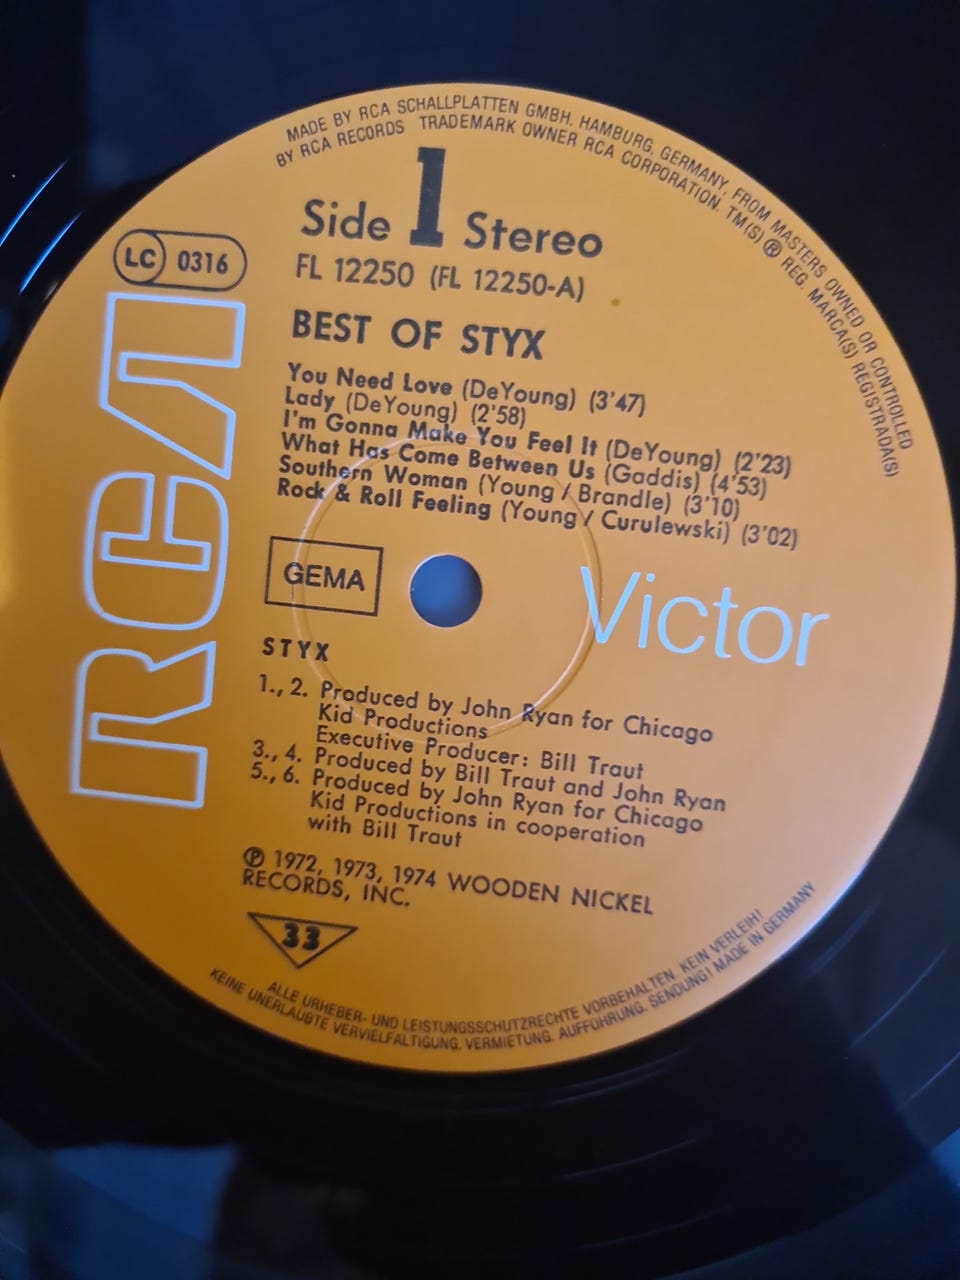 MADE BY RCA SCHALLPLATTEN GMBH, HAMBURG, GERMANY, FROM MASTERS OWNED OR CONTROLLED
BY RCA RECORDS TRADEMARK OWNER RCA CORPORATION. TM(S) ® REG. MARCA(S) REGISTRADA(S)
Side 1 Stereo
LC 0316
FL 12250 (FL 12250-A)
BEST OF STYX
You Need Love (DeYoung) (3'47)
Lady (DeYoung) (2'58)
I'm Gonna Make You Feel It (DeYoung) (2'23)
What Has Come Between Us (Gaddis) (4'53)
Southern Woman (Young / Brandle) (3'10)
Rock & Roll Feeling (Young / Curulewski) (3'02)
RCA
GEMA
Victor
STYX
1., 2. Produced by John Ryan for Chicago
Kid Productions
Executive Producer: Bill Traut
3., 4. Produced by Bill Traut and John Ryan
5., 6. Produced by John Ryan for Chicago
Kid Productions in cooperation
with Bill Traut
℗ 1972, 1973, 1974 WOODEN NICKEL
RECORDS, INC.
33
ALLE URHEBER- UND LEISTUNGSSCHUTZRECHTE VORBEHALTEN. KEIN VERLEIH!
KEINE UNERLAUBTE VERVIELFALTIGUNG, VERMIETUNG, AUFFÜHRUNG, SENDUNG! MADE IN GERMANY